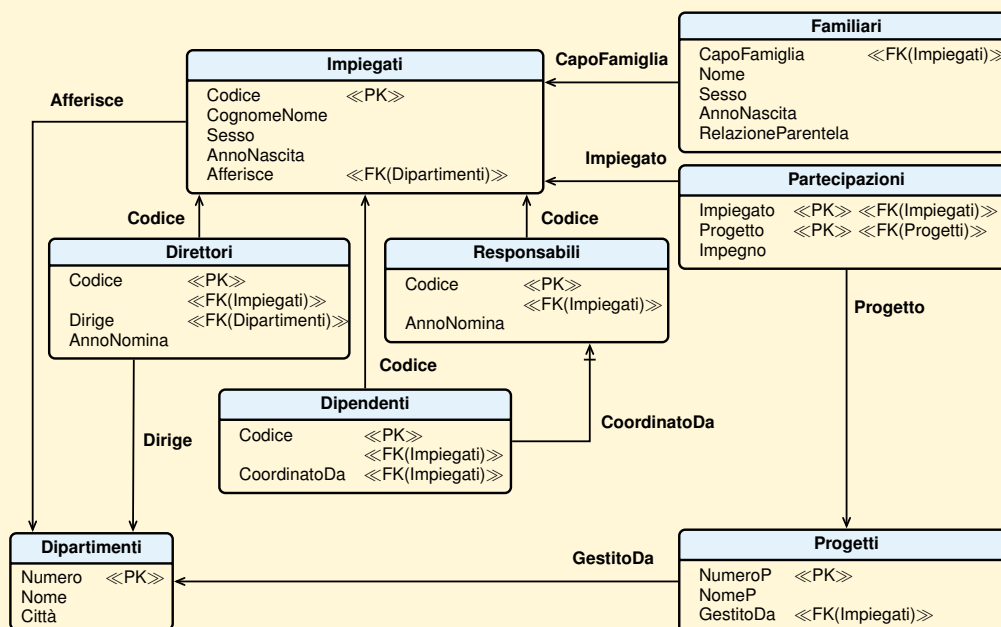 Impiegati
Codice ≪PK≫
CognomeNome
Sesso
AnnoNascita
Afferisce ≪FK(Dipartimenti)≫
Familiari
CapoFamiglia ≪FK(Impiegati)≫
Nome
Sesso
AnnoNascita
RelazioneParentela
CapoFamiglia
Afferisce
Impiegato
Partecipazioni
Impiegato ≪PK≫ ≪FK(Impiegati)≫
Progetto ≪PK≫ ≪FK(Progetti)≫
Impegno
Codice
Codice
Direttori
Codice ≪PK≫
≪FK(Impiegati)≫
Dirige ≪FK(Dipartimenti)≫
AnnoNomina
Responsabili
Codice ≪PK≫
≪FK(Impiegati)≫
AnnoNomina
Progetto
Codice
Dipendenti
Codice ≪PK≫
≪FK(Impiegati)≫
CoordinatoDa ≪FK(Impiegati)≫
CoordinatoDa
Dirige
Dipartimenti
Numero ≪PK≫
Nome
Città
GestitoDa
Progetti
NumeroP ≪PK≫
NomeP
GestitoDa ≪FK(Impiegati)≫